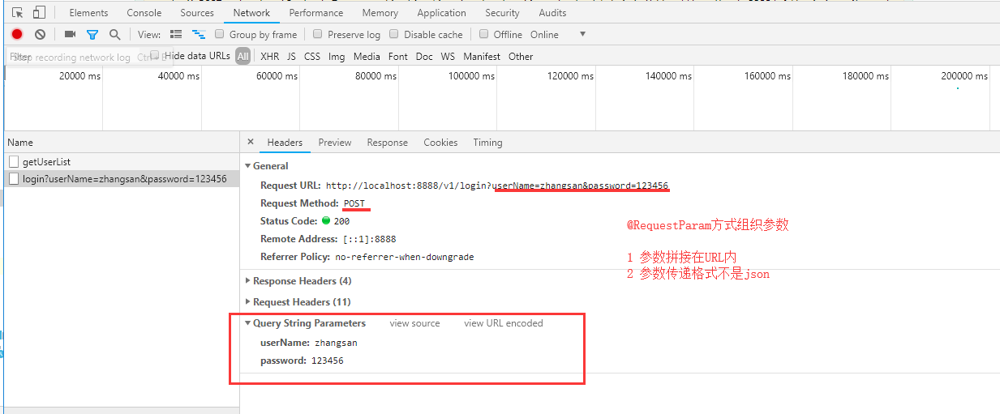 Elements Console Sources Network Performance Memory Application Security Audits
View: Group by frame Preserve log Disable cache Offline Online
Filter Stop recording network log Ctrl + E Hide data URLs All XHR JS CSS Img Media Font Doc WS Manifest Other
20000 ms 40000 ms 60000 ms 80000 ms 100000 ms 120000 ms 140000 ms 160000 ms 180000 ms 200000 ms
Name × Headers Preview Response Cookies Timing
getUserList
login?userName=zhangsan&password=123456
General
Request URL: http://localhost:8888/v1/login?userName=zhangsan&password=123456
Request Method: POST
Status Code: 200
Remote Address: [::1]:8888
Referrer Policy: no-referrer-when-downgrade
@RequestParam方式组织参数
1 参数拼接在URL内
2 参数传递格式不是json
Response Headers (4)
Request Headers (11)
Query String Parameters view source view URL encoded
userName: zhangsan
password: 123456